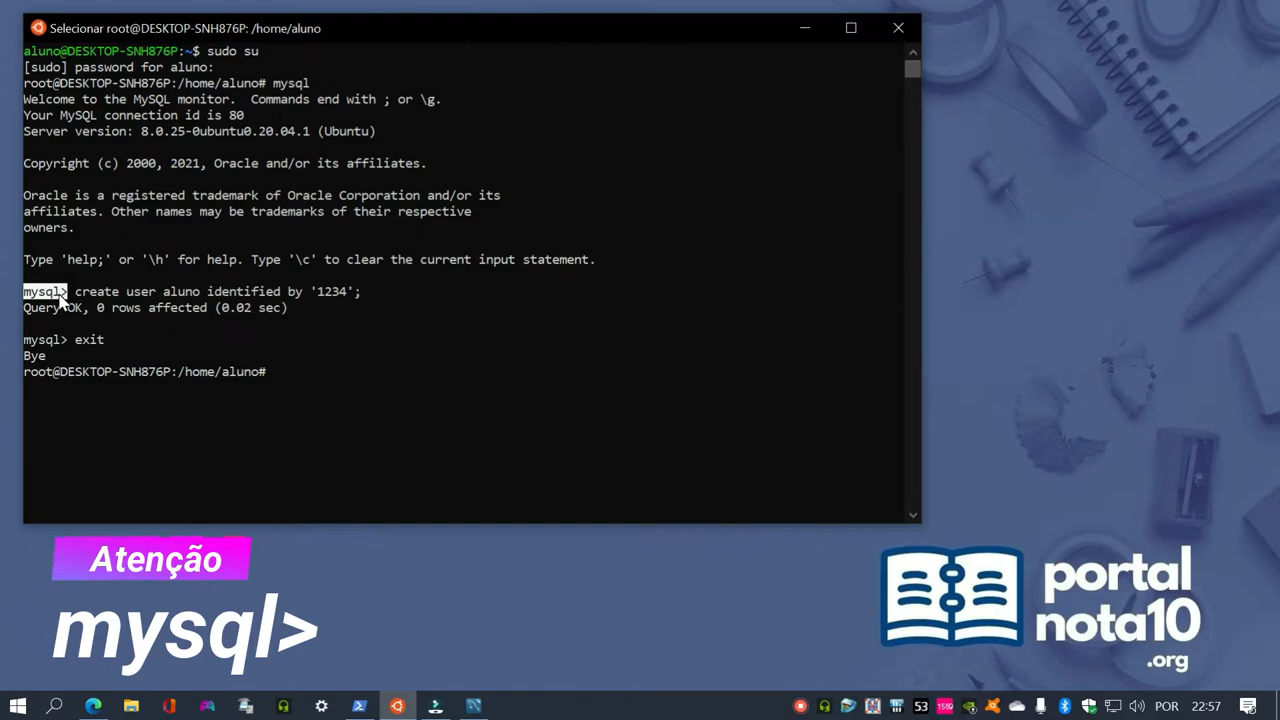 Selecionar root@DESKTOP-SNH876P: /home/aluno
aluno@DESKTOP-SNH876P:~$ sudo su
[sudo] password for aluno:
root@DESKTOP-SNH876P:/home/aluno# mysql
Welcome to the MySQL monitor.  Commands end with ; or \g.
Your MySQL connection id is 80
Server version: 8.0.25-0ubuntu0.20.04.1 (Ubuntu)
Copyright (c) 2000, 2021, Oracle and/or its affiliates.
Oracle is a registered trademark of Oracle Corporation and/or its
affiliates. Other names may be trademarks of their respective
owners.
Type 'help;' or '\h' for help. Type '\c' to clear the current input statement.
mysql> create user aluno identified by '1234';
Query OK, 0 rows affected (0.02 sec)
mysql> exit
Bye
root@DESKTOP-SNH876P:/home/aluno#
Atenção
mysql>
portal
nota10
.org
53
1569
POR
22:57